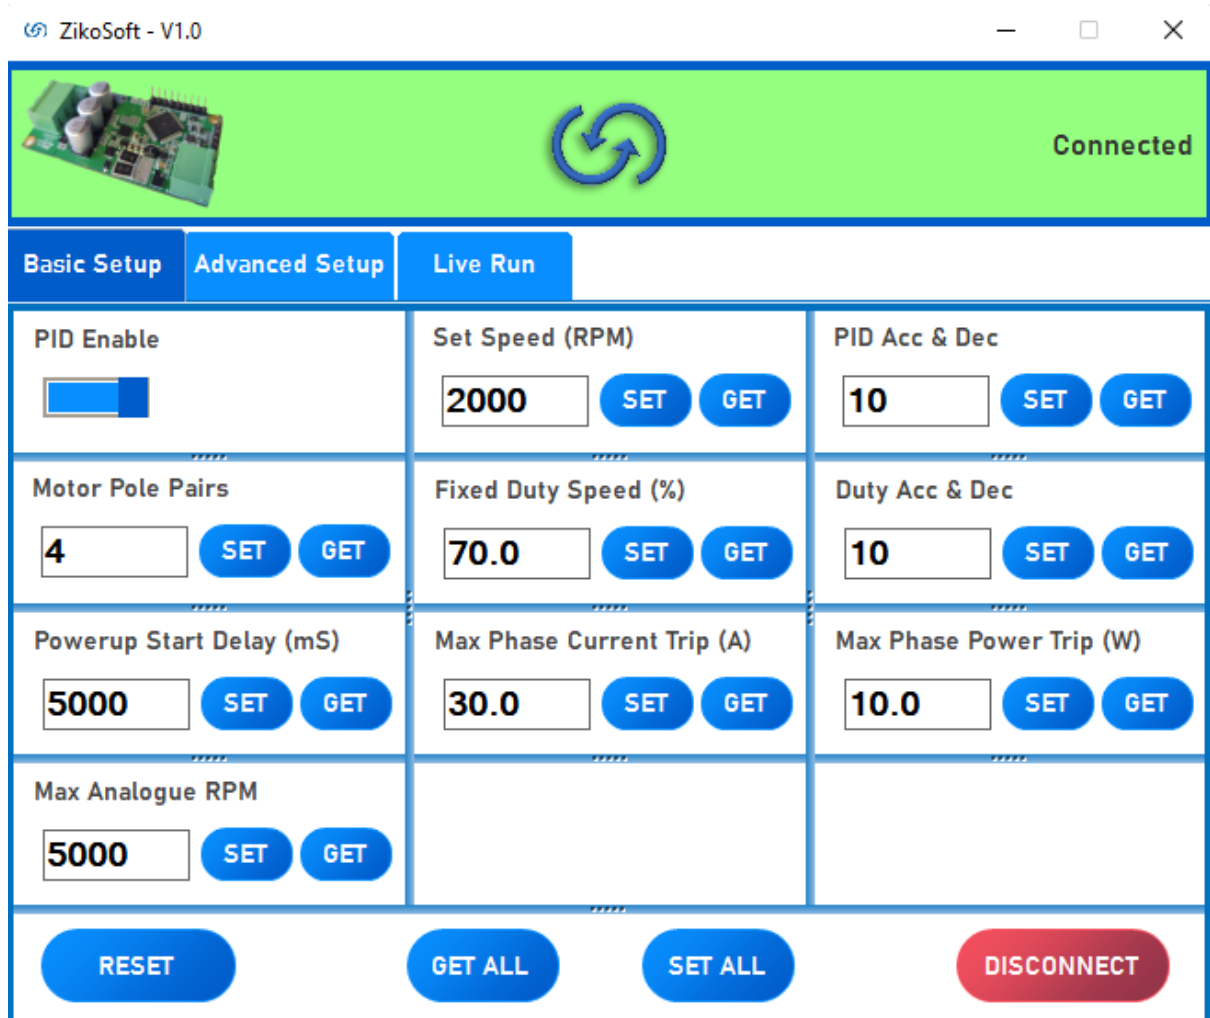 ZikoSoft - V1.0
Connected
Basic Setup Advanced Setup Live Run
PID Enable
Set Speed (RPM)
2000 SET GET
PID Acc & Dec
10 SET GET
Motor Pole Pairs
4 SET GET
Fixed Duty Speed (%)
70.0 SET GET
Duty Acc & Dec
10 SET GET
Powerup Start Delay (mS)
5000 SET GET
Max Phase Current Trip (A)
30.0 SET GET
Max Phase Power Trip (W)
10.0 SET GET
Max Analogue RPM
5000 SET GET
RESET GET ALL SET ALL DISCONNECT